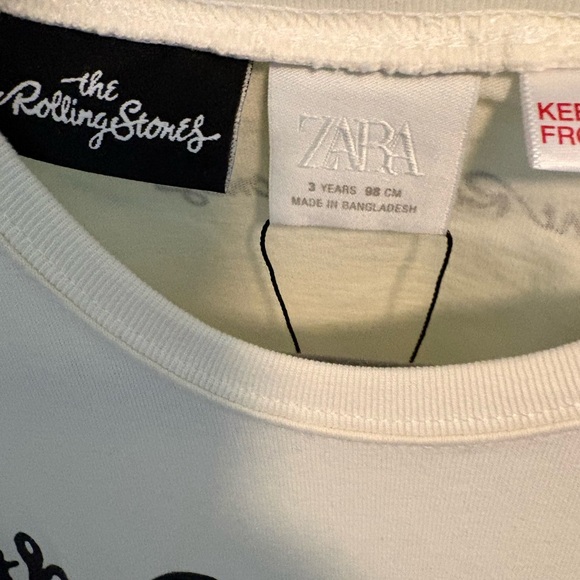 the
Rolling Stones
ZARA
3 YEARS 98 CM
MADE IN BANGLADESH
KEE
FRO